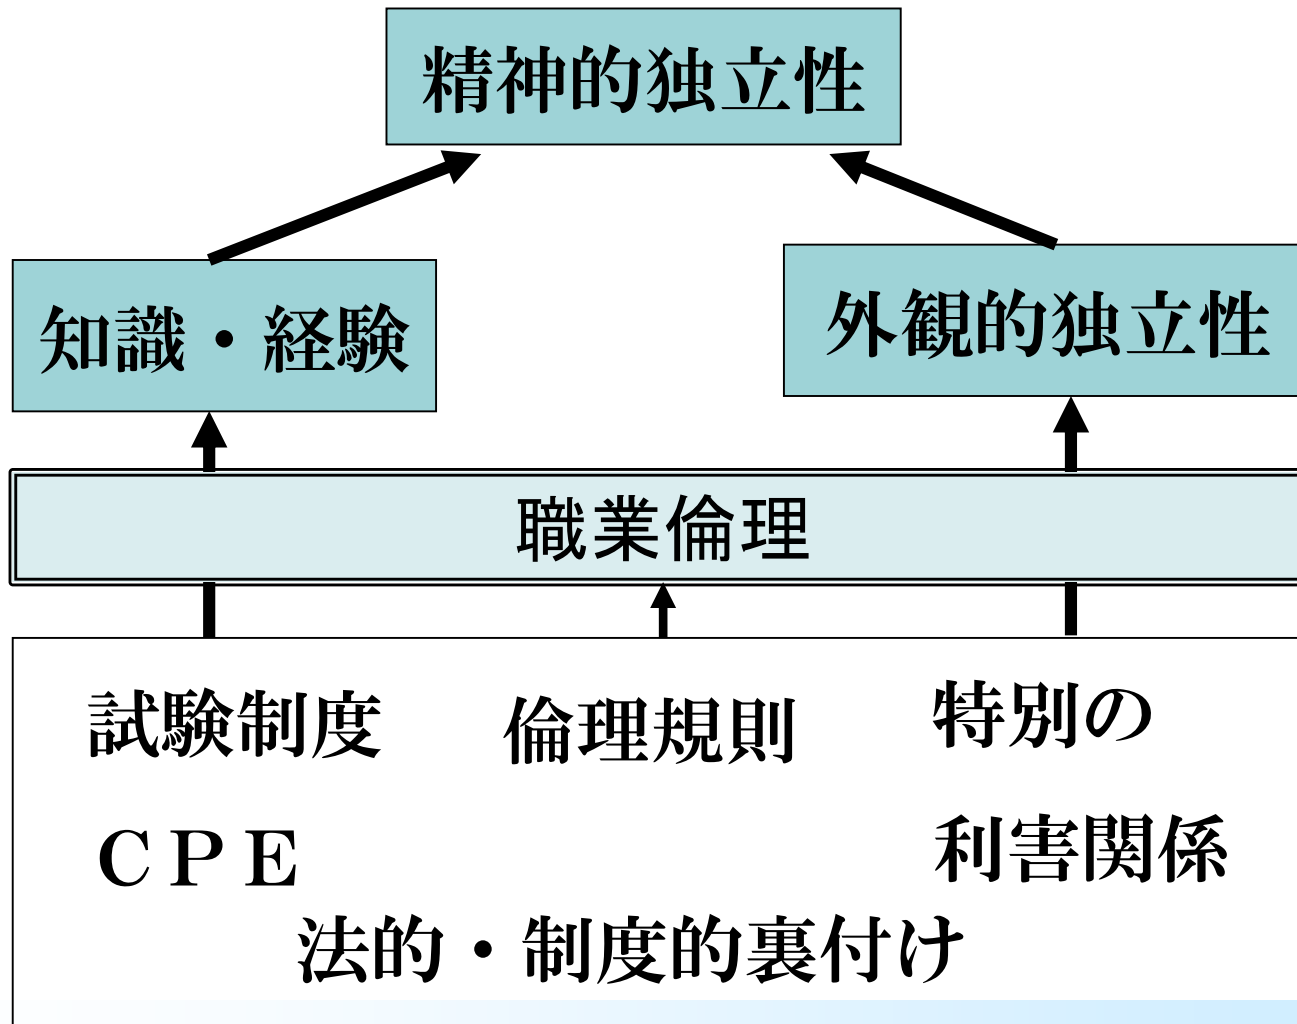 精神的独立性
知識・経験
外観的独立性
職業倫理
試験制度
倫理規則
特別の
ＣＰＥ
利害関係
法的・制度的裏付け